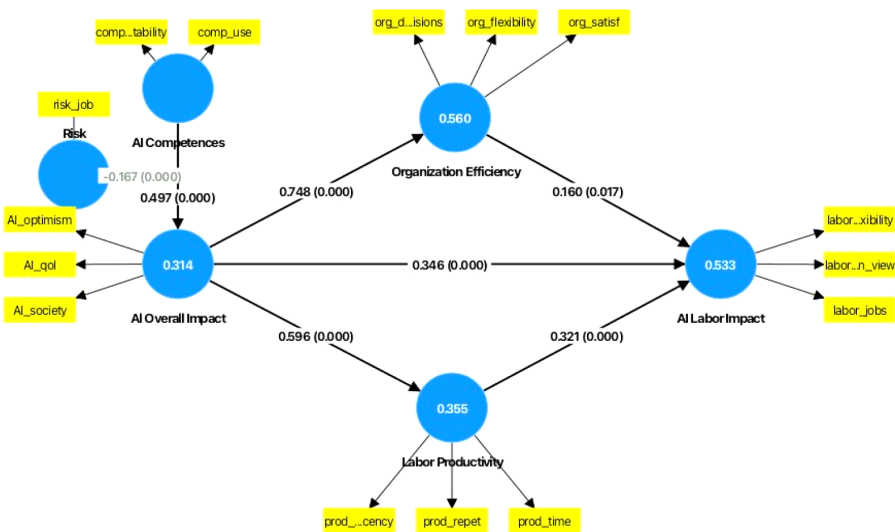 comp...tability
comp_use
org_d...isions
org_flexibility
org_satisf
risk_job
Risk
AI Competences
0.560
Organization Efficiency
-0.167 (0.000)
0.497 (0.000)
0.748 (0.000)
0.160 (0.017)
AI_optimism
AI_qol
AI_society
0.314
AI Overall Impact
0.346 (0.000)
0.533
AI Labor Impact
labor...xibility
labor...n_view
labor_jobs
0.596 (0.000)
0.321 (0.000)
0.355
Labor Productivity
prod_...cency
prod_repet
prod_time